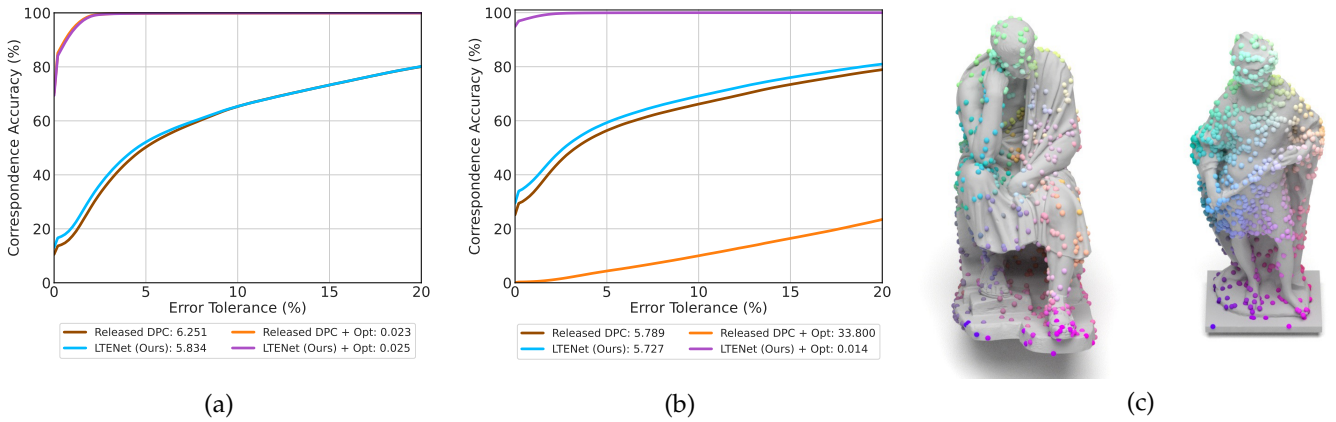 100
80
60
40
20
0
Correspondence Accuracy (%)
0 5 10 15 20
Error Tolerance (%)
Released DPC: 6.251 Released DPC + Opt: 0.023
LTENet (Ours): 5.834 LTENet (Ours) + Opt: 0.025
(a)
100
80
60
40
20
0
Correspondence Accuracy (%)
0 5 10 15 20
Error Tolerance (%)
Released DPC: 5.789 Released DPC + Opt: 33.800
LTENet (Ours): 5.727 LTENet (Ours) + Opt: 0.014
(b)
(c)